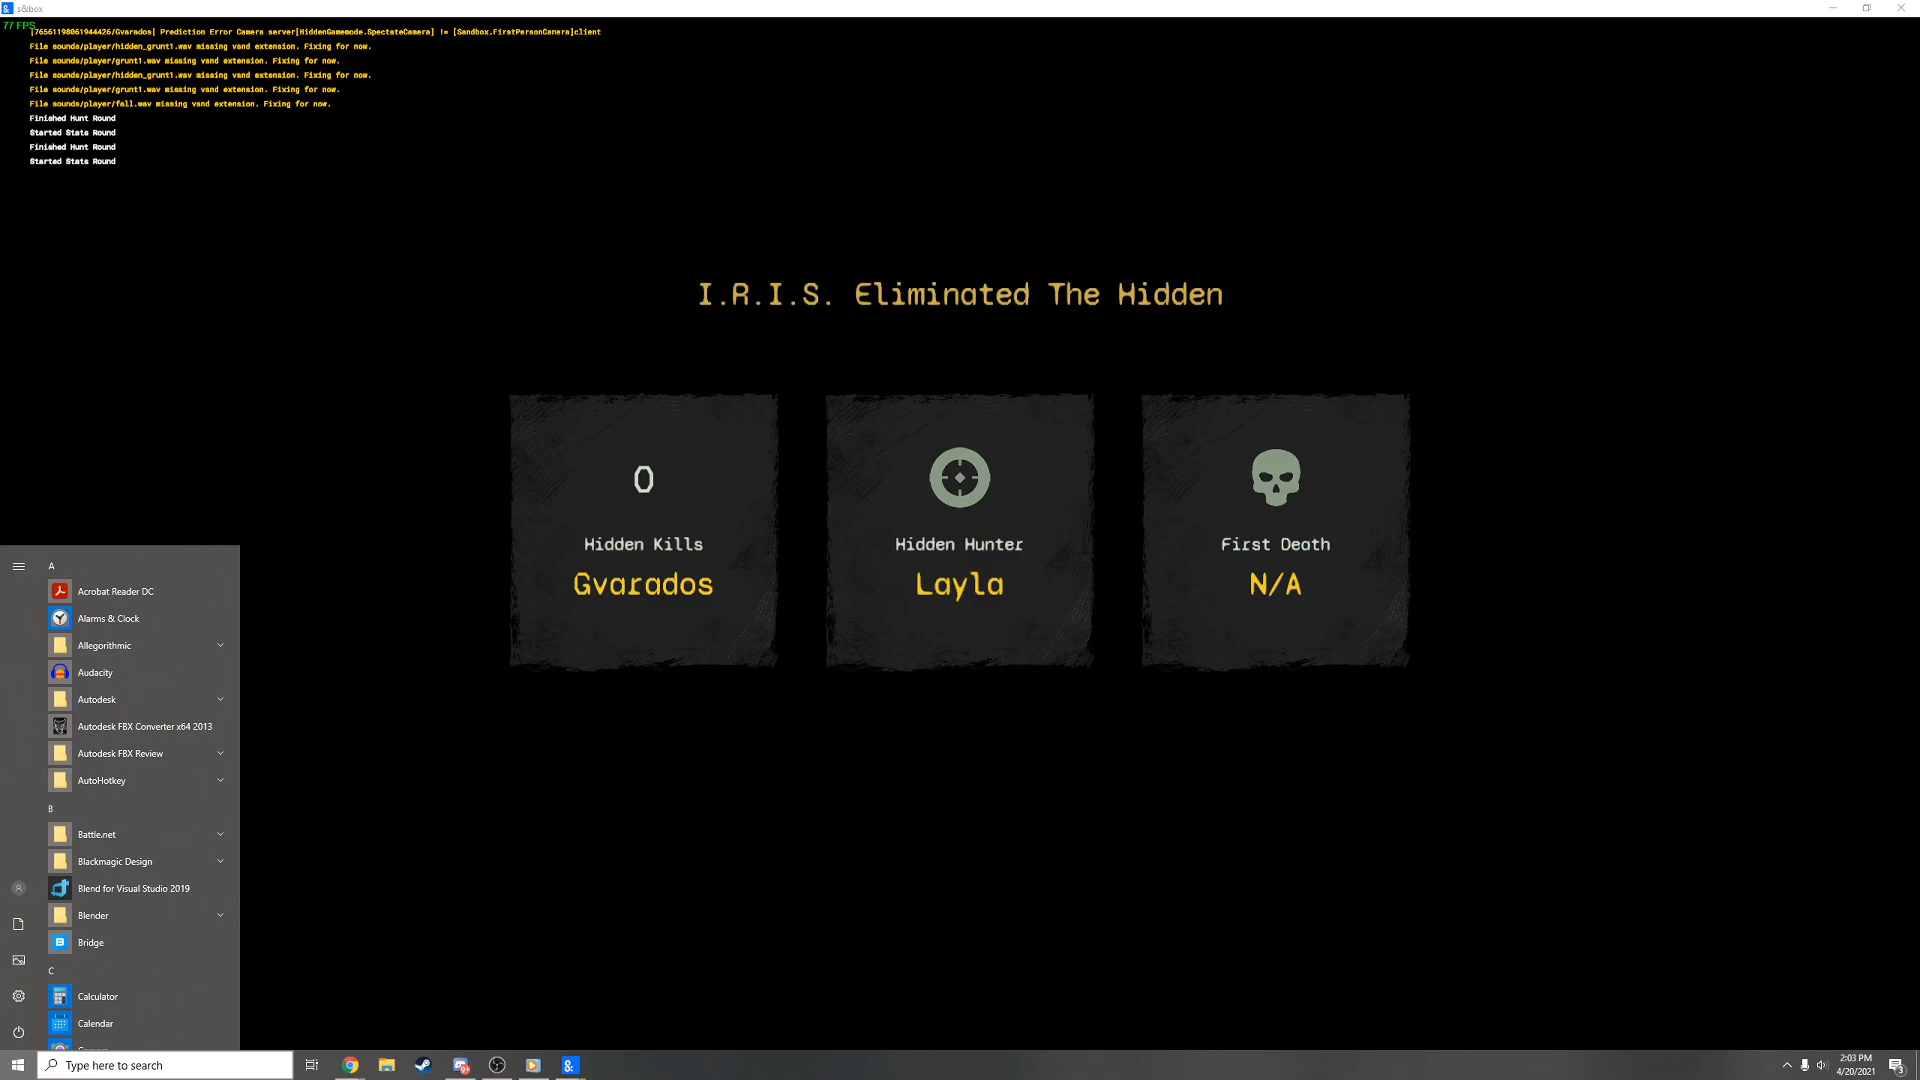 s&box
77 FPS
[76561198061944426/Gvarados] Prediction Error Camera server[HiddenGamemode.SpectateCamera] != [Sandbox.FirstPersonCamera]client
File sounds/player/hidden_grunt1.wav missing vsnd extension. Fixing for now.
File sounds/player/grunt1.wav missing vsnd extension. Fixing for now.
File sounds/player/hidden_grunt1.wav missing vsnd extension. Fixing for now.
File sounds/player/grunt1.wav missing vsnd extension. Fixing for now.
File sounds/player/fall.wav missing vsnd extension. Fixing for now.
Finished Hunt Round
Started Stats Round
Finished Hunt Round
Started Stats Round
I.R.I.S. Eliminated The Hidden
0
Hidden Kills
Gvarados
Hidden Hunter
Layla
First Death
N/A
A
Acrobat Reader DC
Alarms & Clock
Allegorithmic
Audacity
Autodesk
Autodesk FBX Converter x64 2013
Autodesk FBX Review
AutoHotkey
B
Battle.net
Blackmagic Design
Blend for Visual Studio 2019
Blender
Bridge
C
Calculator
Calendar
Type here to search
2:03 PM
4/20/2021